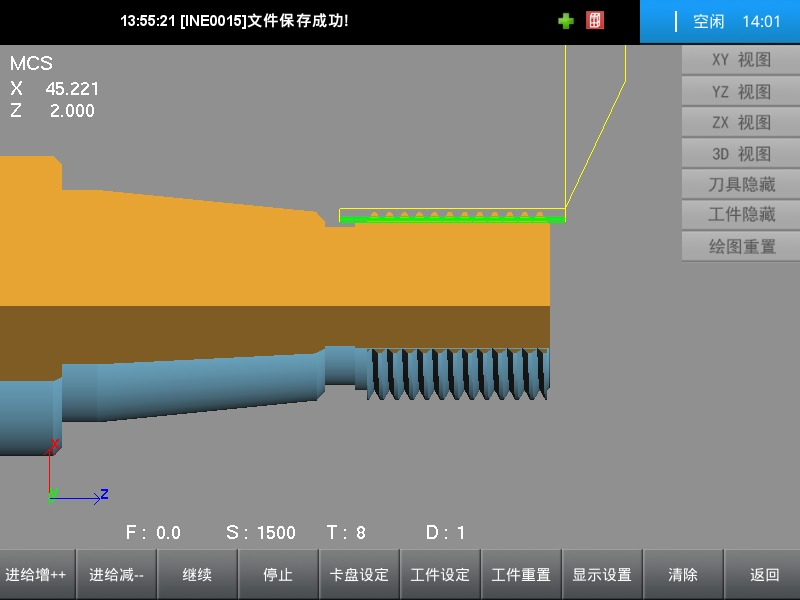 13:55:21 [INE0015]文件保存成功!
空闲 14:01
MCS
X 45.221
Z 2.000
XY 视图
YZ 视图
ZX 视图
3D 视图
刀具隐藏
工件隐藏
绘图重置
X
Z
F: 0.0 S: 1500 T: 8 D: 1
进给增++ 进给减-- 继续 停止 卡盘设定 工件设定 工件重置 显示设置 清除 返回